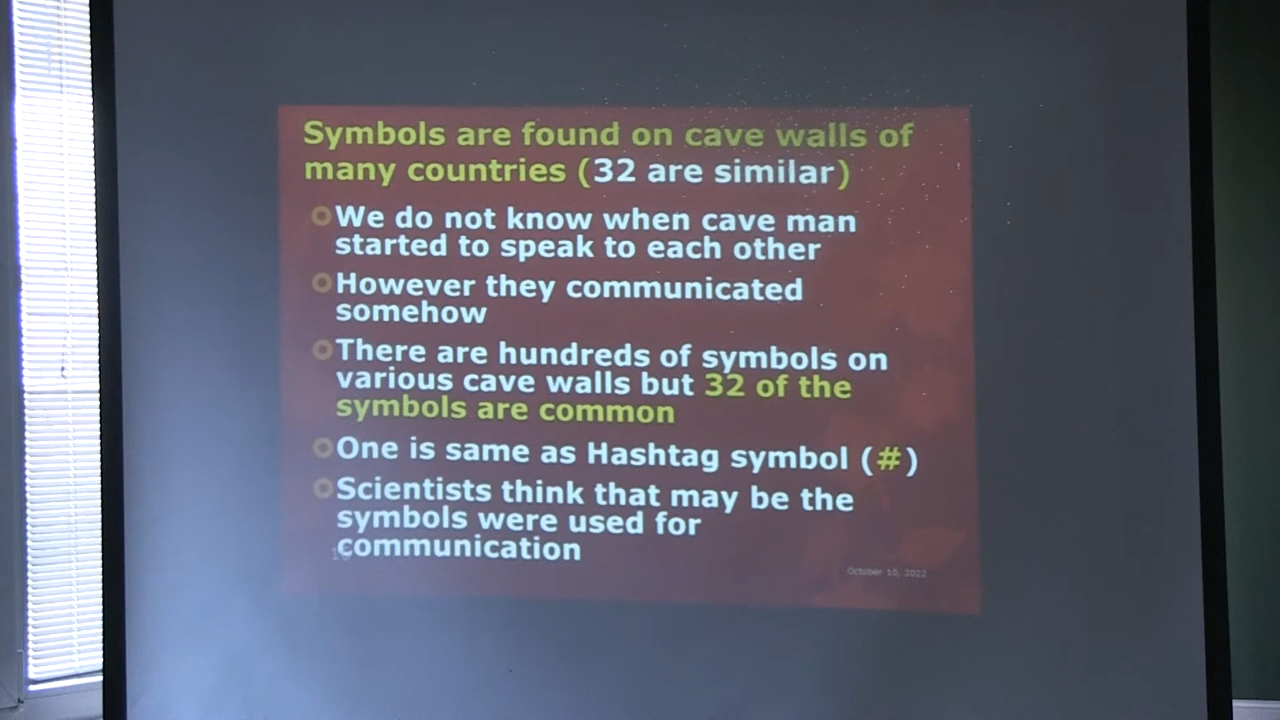 Symbols are found on cave walls of
many countries (32 are similar)
We do not know when cave man
started to speak to each other
However they communicated
somehow
There are hundreds of symbols on
various cave walls but 32 of the
symbols are common
One is same as Hashtag symbol (#)
Scientists think that may be the
symbols were used for
communication
October 10, 2022